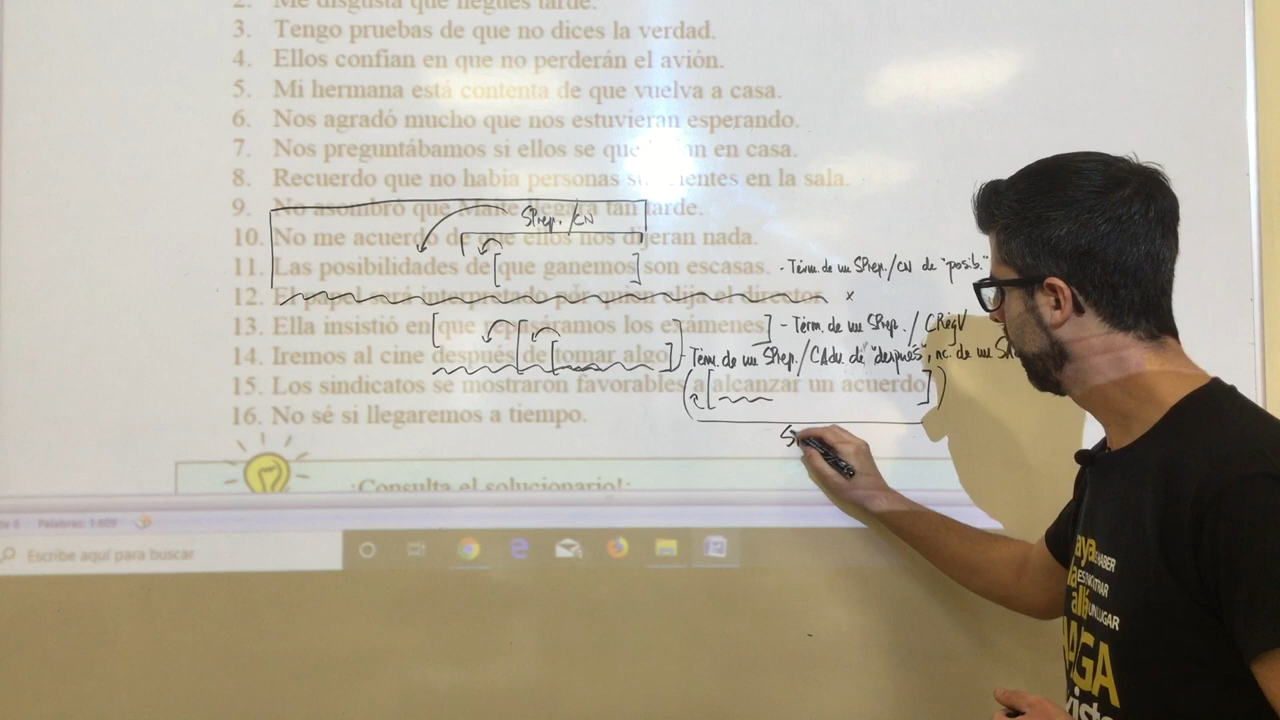 2. Me disgusta que llegues tarde.
3. Tengo pruebas de que no dices la verdad.
4. Ellos confían en que no perderán el avión.
5. Mi hermana está contenta de que vuelva a casa.
6. Nos agradó mucho que nos estuvieran esperando.
7. Nos preguntábamos si ellos se en casa.
8. Recuerdo que no había personas en la sala.
9. No asombró que Maite llegara tan tarde.
SPrep. /CN
10. No me acuerdo de que ellos nos dijeran nada.
11. Las posibilidades de que ganemos son escasas. - Térm. de un SPrep. /CN de "posib."
12. El papel será interpretado por quien elija el director. x
13. Ella insistió en que repasáramos los exámenes - Térm. de un SPrep. / CRégV
14. Iremos al cine después de tomar algo - Térm. de un SPrep. /CAdv. de "después", nc. de un
15. Los sindicatos se mostraron favorables a alcanzar un acuerdo
16. No sé si llegaremos a tiempo.
¡Consulta el solucionario!:
de 8 Palabras: 1.609
Escribe aquí para buscar